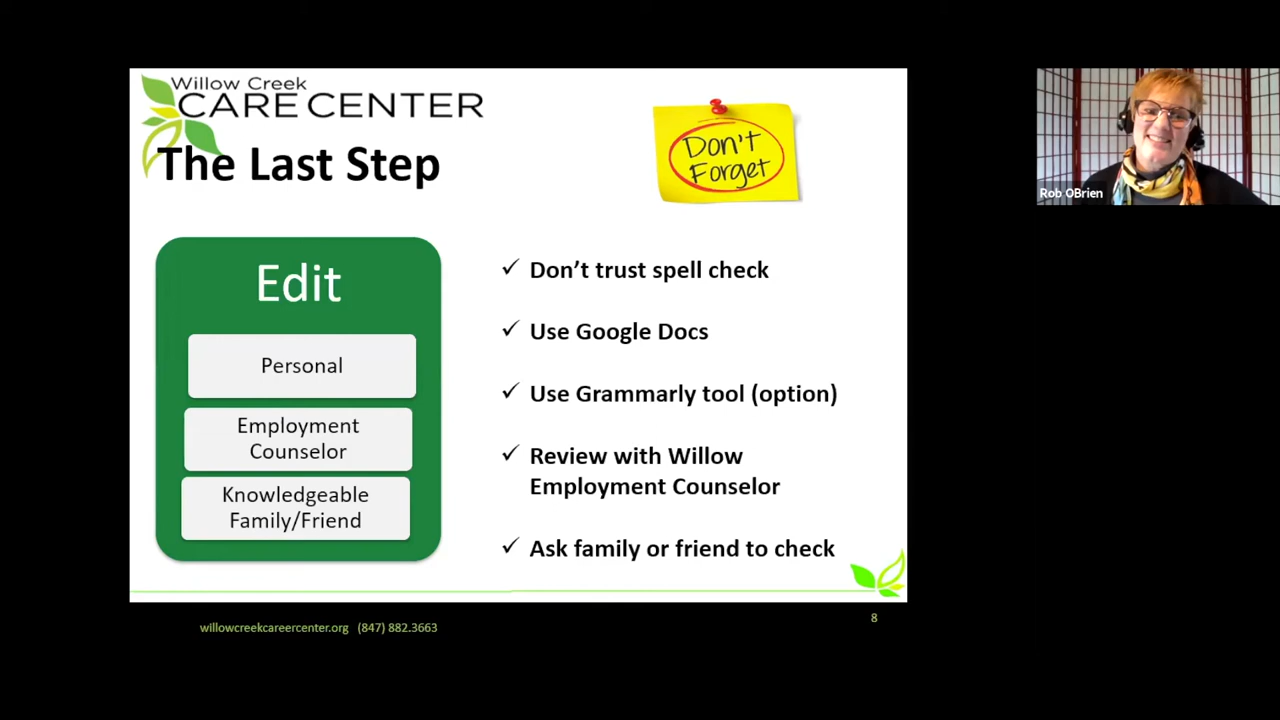 Willow Creek
CARE CENTER
The Last Step
Don't
Forget
Rob OBrien
Edit
Personal
Employment
Counselor
Knowledgeable
Family/Friend
✓ Don’t trust spell check
✓ Use Google Docs
✓ Use Grammarly tool (option)
✓ Review with Willow
Employment Counselor
✓ Ask family or friend to check
willowcreekcareercenter.org (847) 882.3663
8